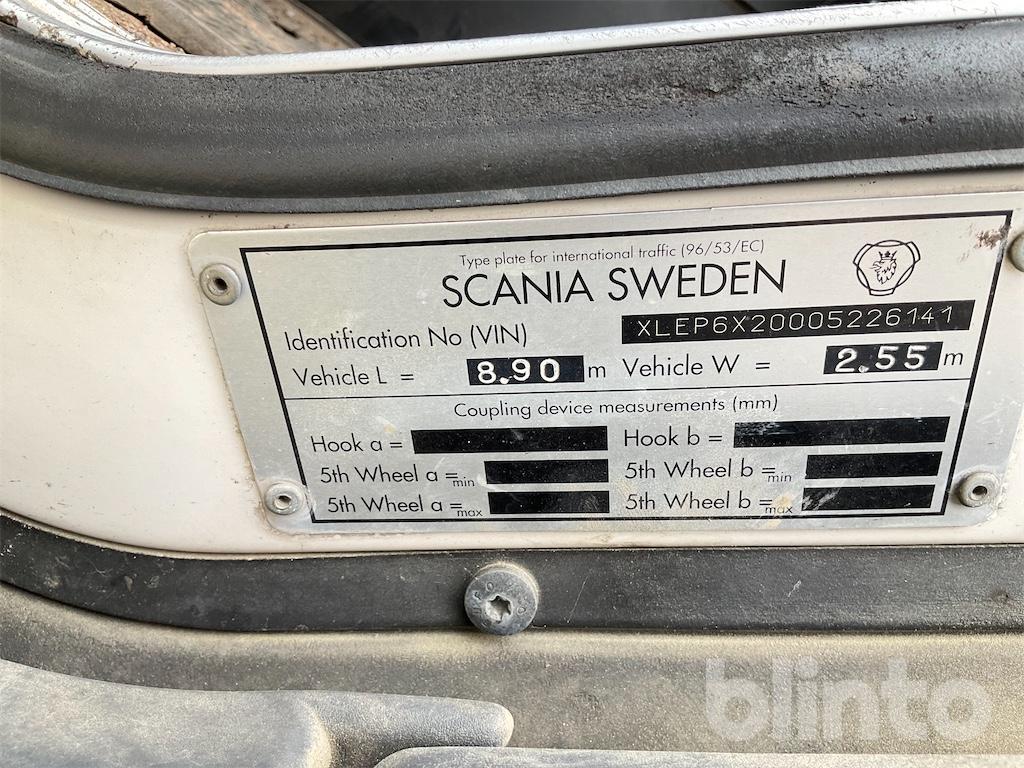 Type plate for international traffic (96/53/EC)
SCANIA SWEDEN
Identification No (VIN) XLEP6X20005226141
Vehicle L = 8.90 m Vehicle W = 2.55 m
Coupling device measurements (mm)
Hook a = Hook b =
5th Wheel a = min 5th Wheel b = min
5th Wheel a = max 5th Wheel b = max
blinto